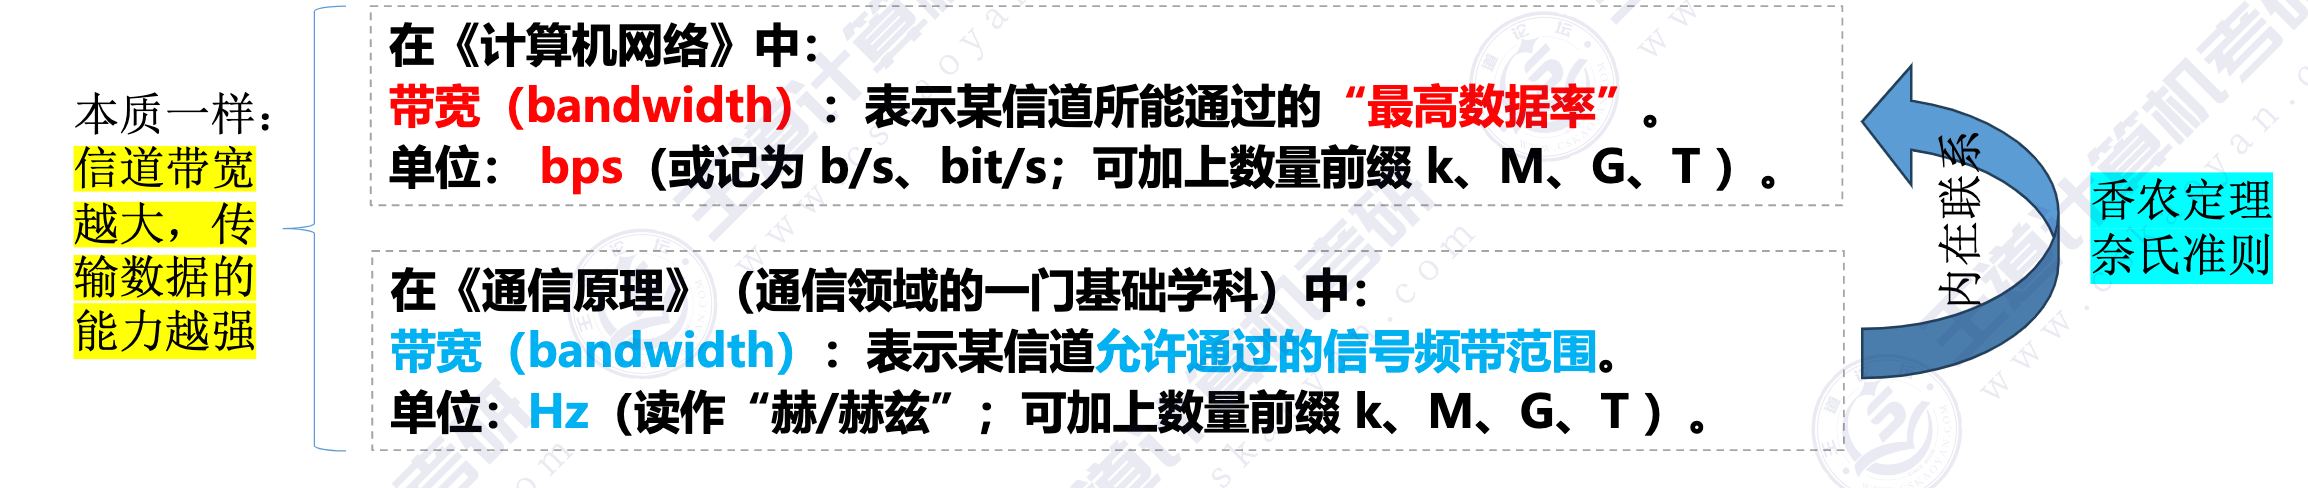 本质一样：
信道带宽
越大，传
输数据的
能力越强
在《计算机网络》中：
带宽（bandwidth）：表示某信道所能通过的“最高数据率”。
单位： bps（或记为 b/s、bit/s；可加上数量前缀 k、M、G、T ）。
在《通信原理》（通信领域的一门基础学科）中：
带宽（bandwidth）：表示某信道允许通过的信号频带范围。
单位：Hz（读作“赫/赫兹”；可加上数量前缀 k、M、G、T ）。
内在联系
香农定理
奈氏准则